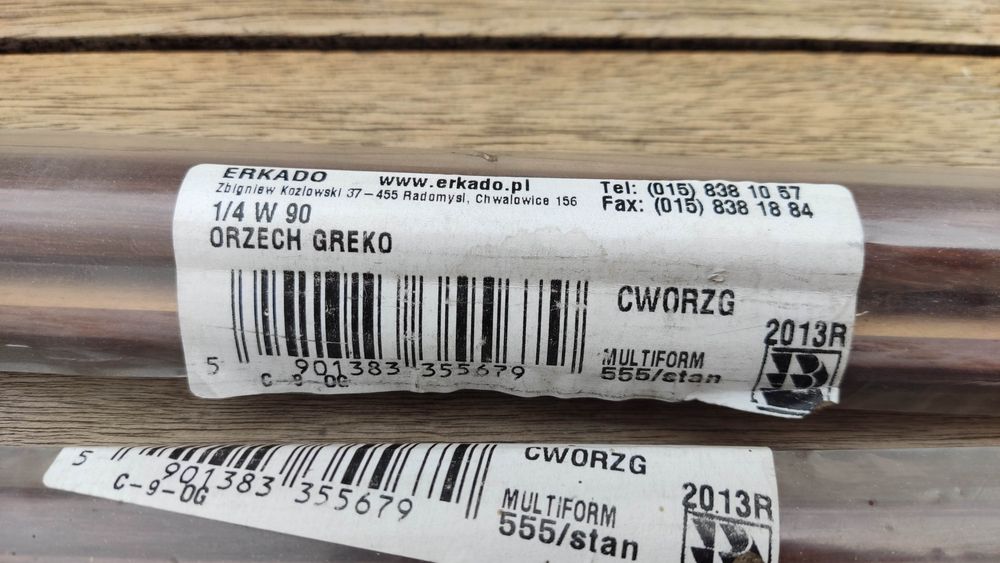 ERKADO www.erkado.pl
Tel: (015) 838 10 57
Zbigniew Kozlowski 37-455 Radomysl, Chwalowice 156
Fax: (015) 838 18 84
1/4 W 90
ORZECH GREKO
CWORZG
2013R
MULTIFORM
5 901383 355679
555/stan
C-9-OG
B
CWORZG
5 901383 355679
2013R
C-9-OG
MULTIFORM
555/stan
B